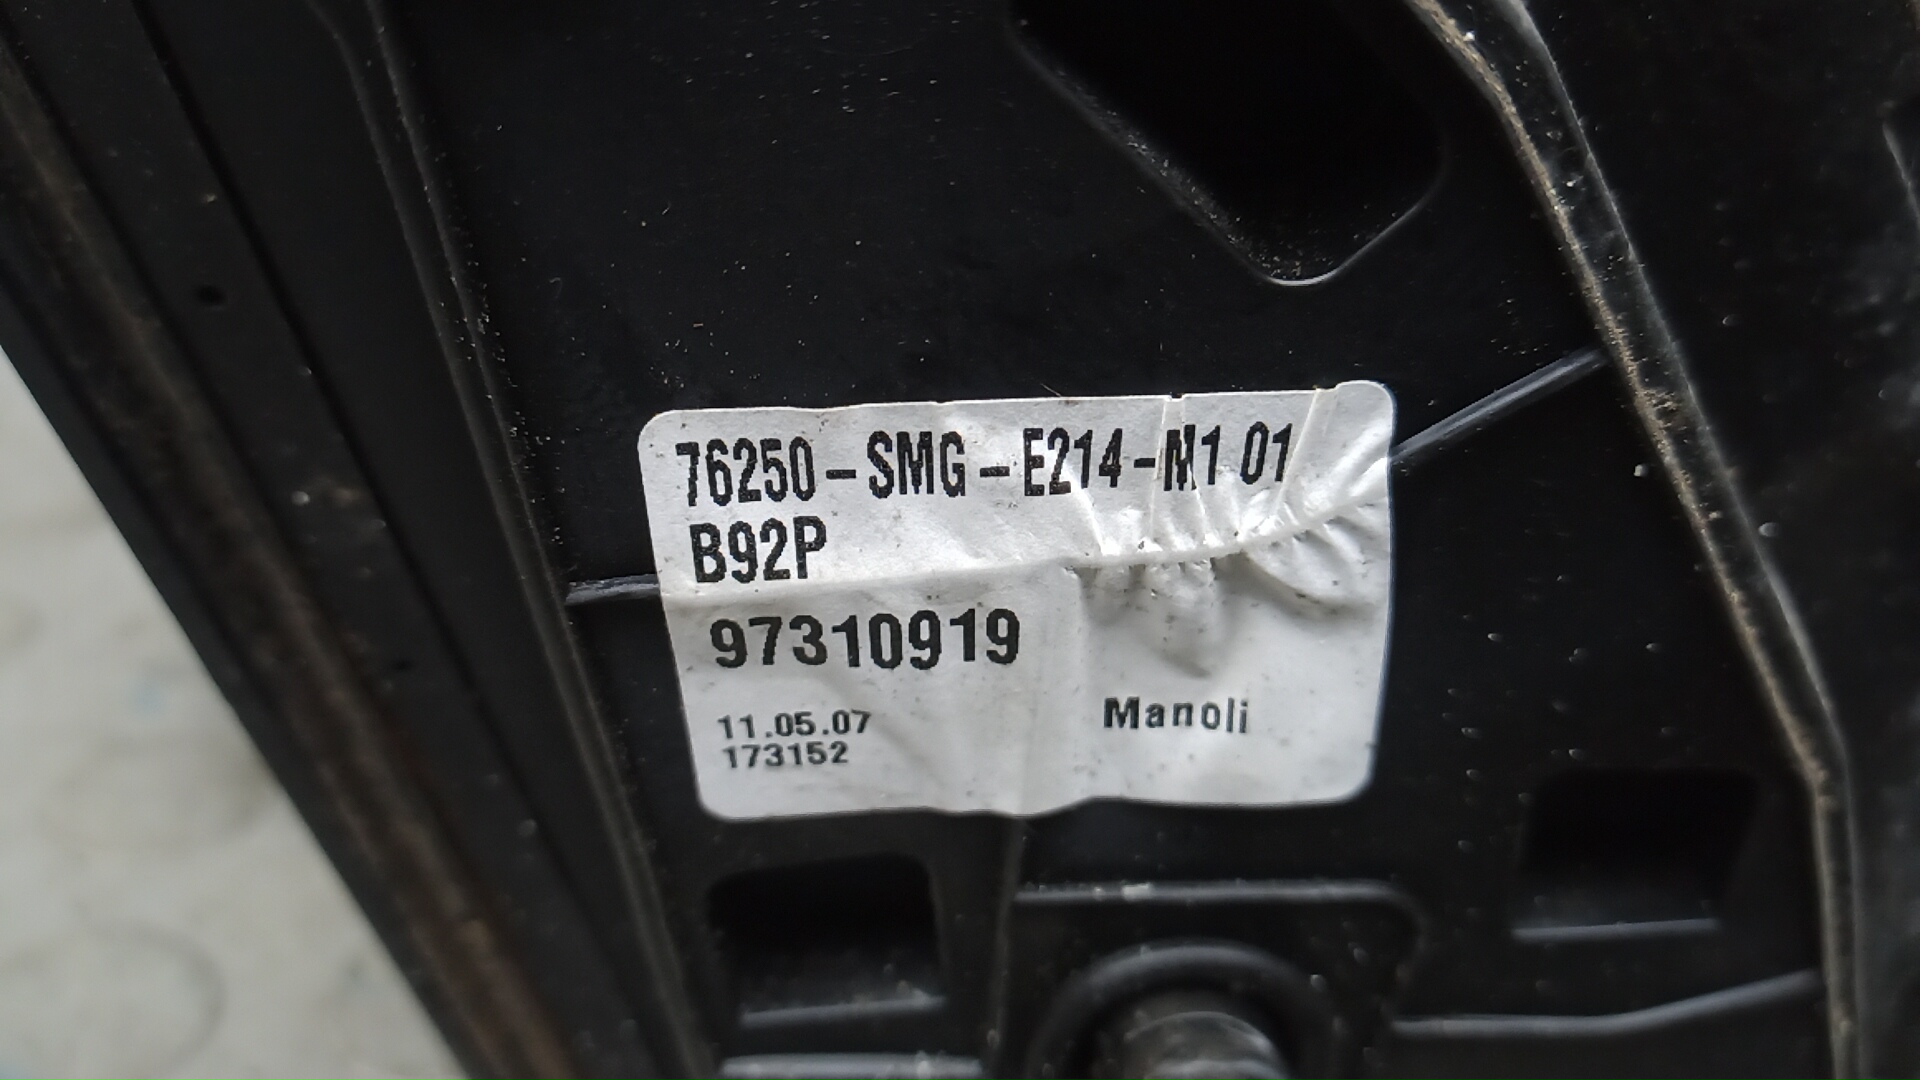 76250-SMG-E214-M1 01
B92P
97310919
11.05.07
173152
Manoli